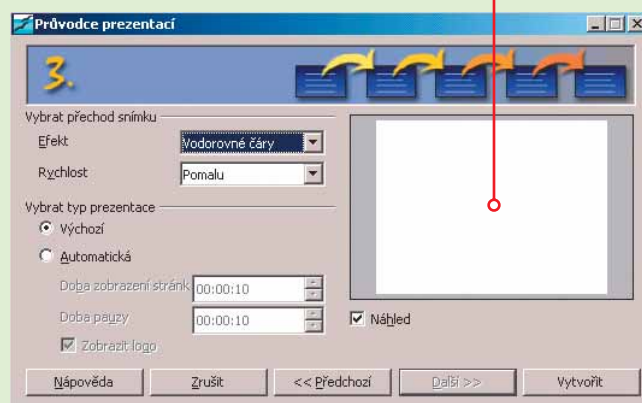 Průvodce prezentací
3.
Vybrat přechod snímku
Efekt Vodorovné čáry
Rychlost Pomalu
Vybrat typ prezentace
Výchozí
Automatická
Doba zobrazení stránk 00:00:10
Doba pauzy 00:00:10
Zobrazit logo
Náhled
Nápověda Zrušit << Předchozí Další >> Vytvořit